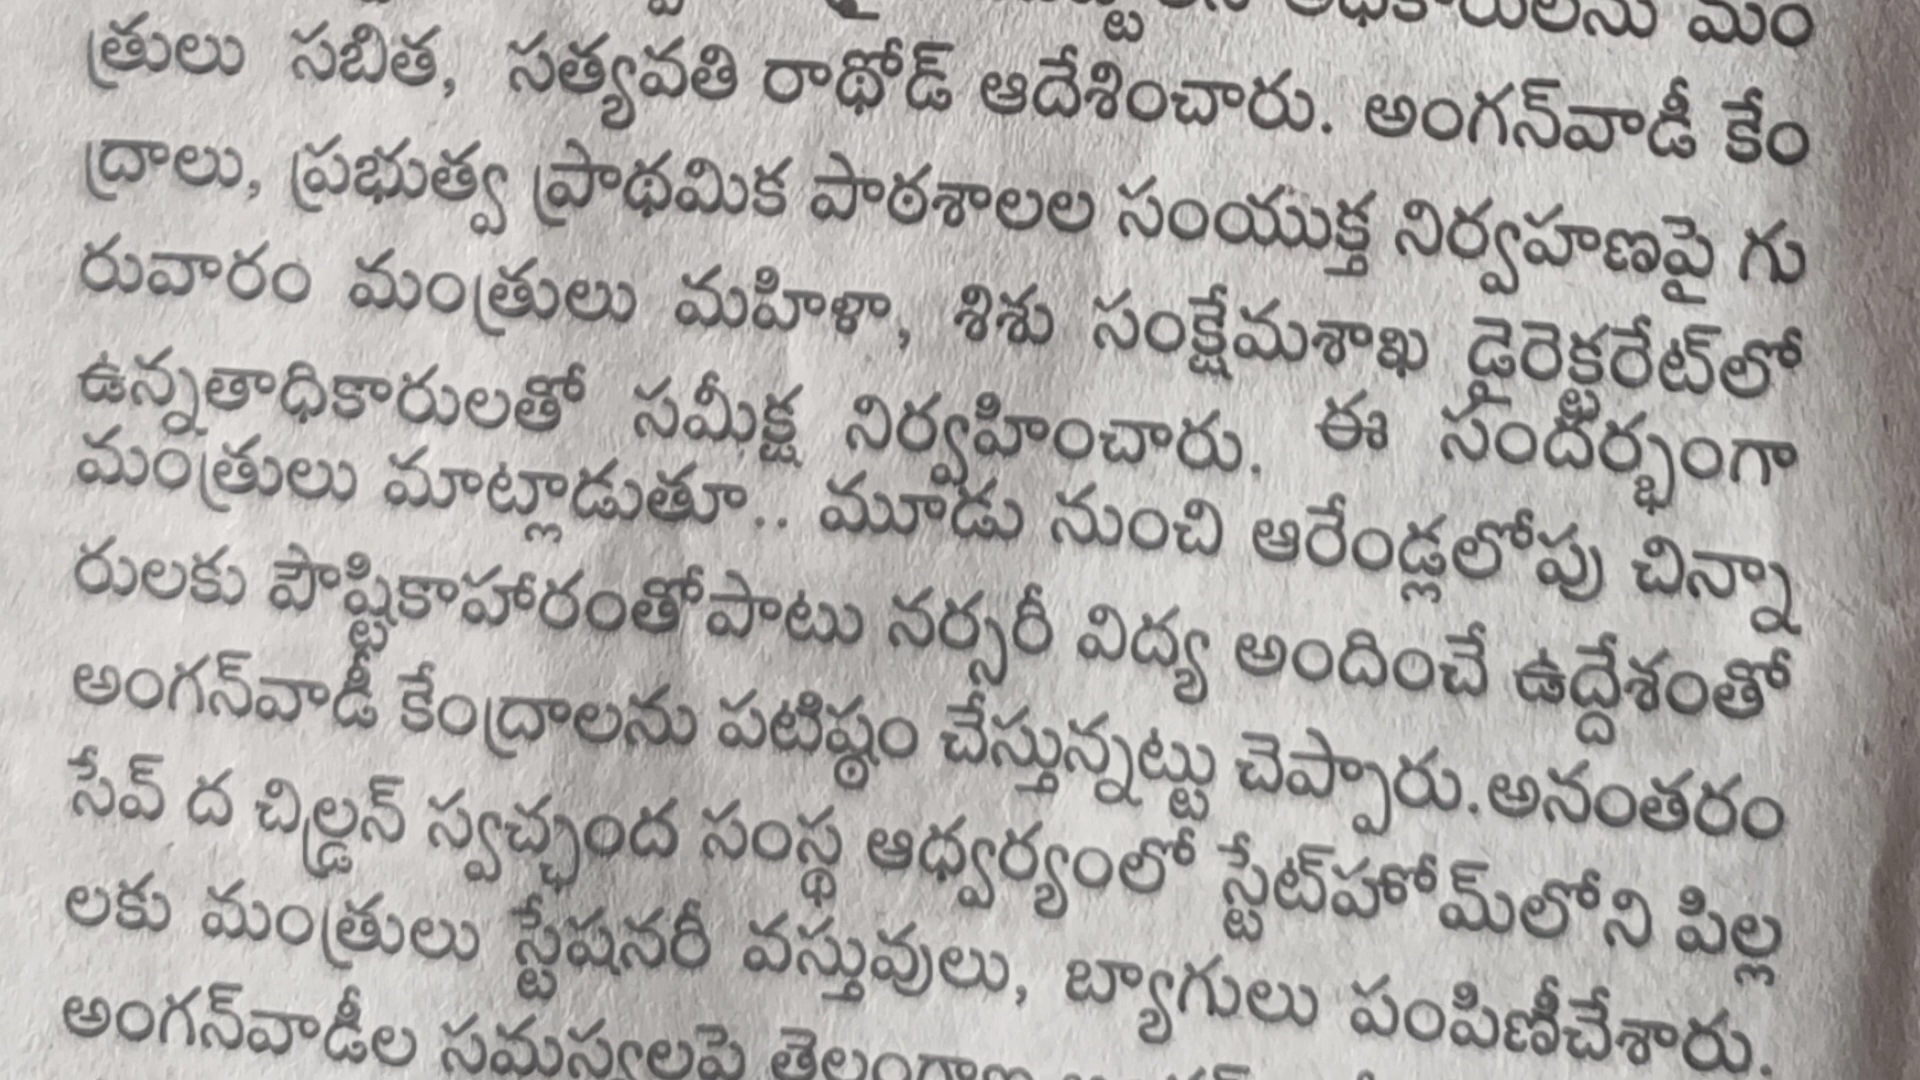 అధికారులను మం
త్రులు సబిత, సత్యవతి రాథోడ్ ఆదేశించారు. అంగన్‌వాడీ కేం
ద్రాలు, ప్రభుత్వ ప్రాథమిక పాఠశాలల సంయుక్త నిర్వహణపై గు
రువారం మంత్రులు మహిళా, శిశు సంక్షేమశాఖ డైరెక్టరేట్‌లో
ఉన్నతాధికారులతో సమీక్ష నిర్వహించారు. ఈ సందర్భంగా
మంత్రులు మాట్లాడుతూ.. మూడు నుంచి ఆరేండ్లలోపు చిన్నా
రులకు పౌష్టికాహారంతోపాటు నర్సరీ విద్య అందించే ఉద్దేశంతో
అంగన్‌వాడీ కేంద్రాలను పటిష్ఠం చేస్తున్నట్టు చెప్పారు.అనంతరం
సేవ్ ద చిల్డ్రన్ స్వచ్ఛంద సంస్థ ఆధ్వర్యంలో స్టేట్‌హోమ్‌లోని పిల్ల
లకు మంత్రులు స్టేషనరీ వస్తువులు, బ్యాగులు పంపిణీచేశారు.
అంగన్‌వాడీల సమస్యలపై తెలంగాణ